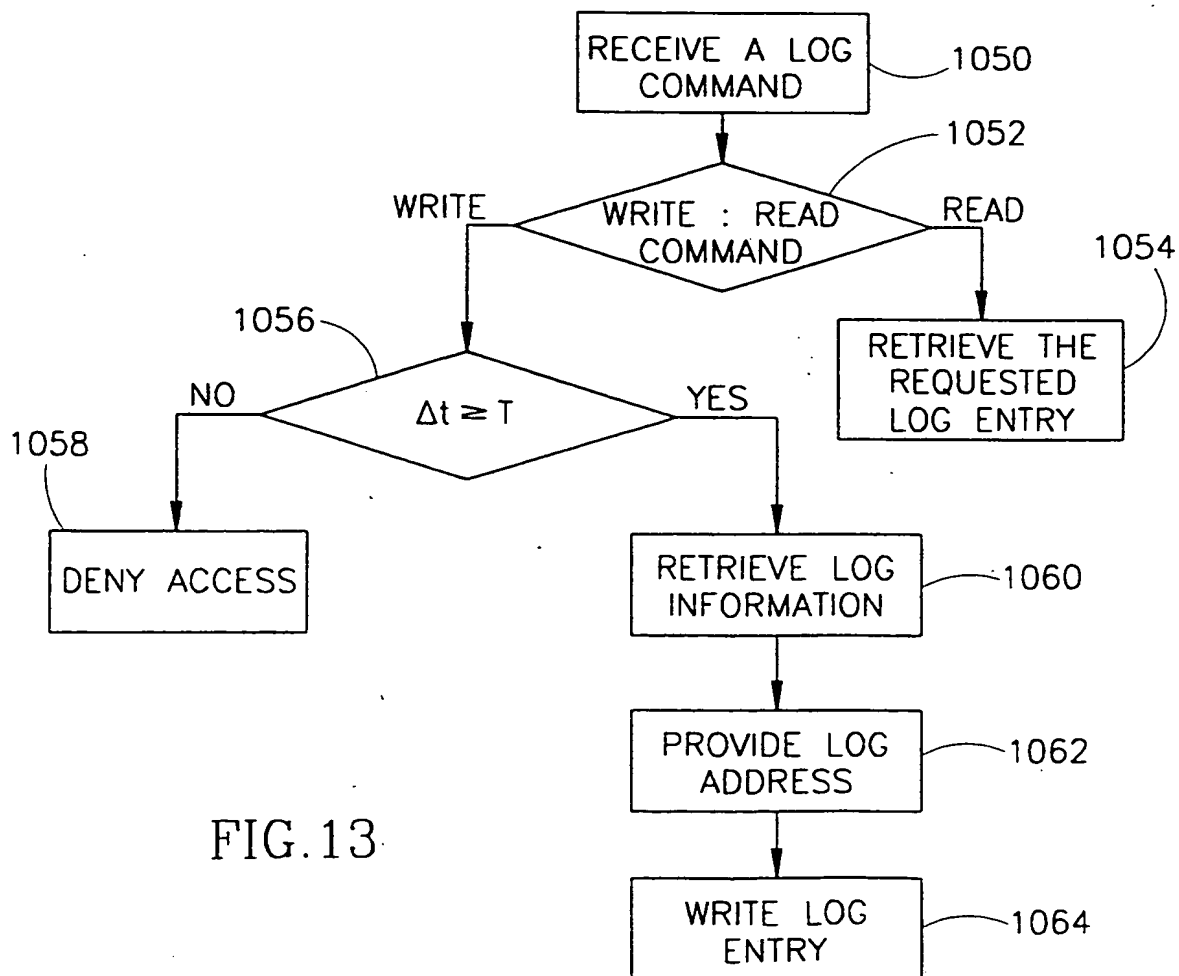 RECEIVE A LOG
COMMAND
1050
1052
WRITE
WRITE : READ
COMMAND
READ
1054
RETRIEVE THE
REQUESTED
LOG ENTRY
1056
NO
Δt ≥ T
YES
1058
DENY ACCESS
RETRIEVE LOG
INFORMATION
1060
PROVIDE LOG
ADDRESS
1062
FIG.13
WRITE LOG
ENTRY
1064